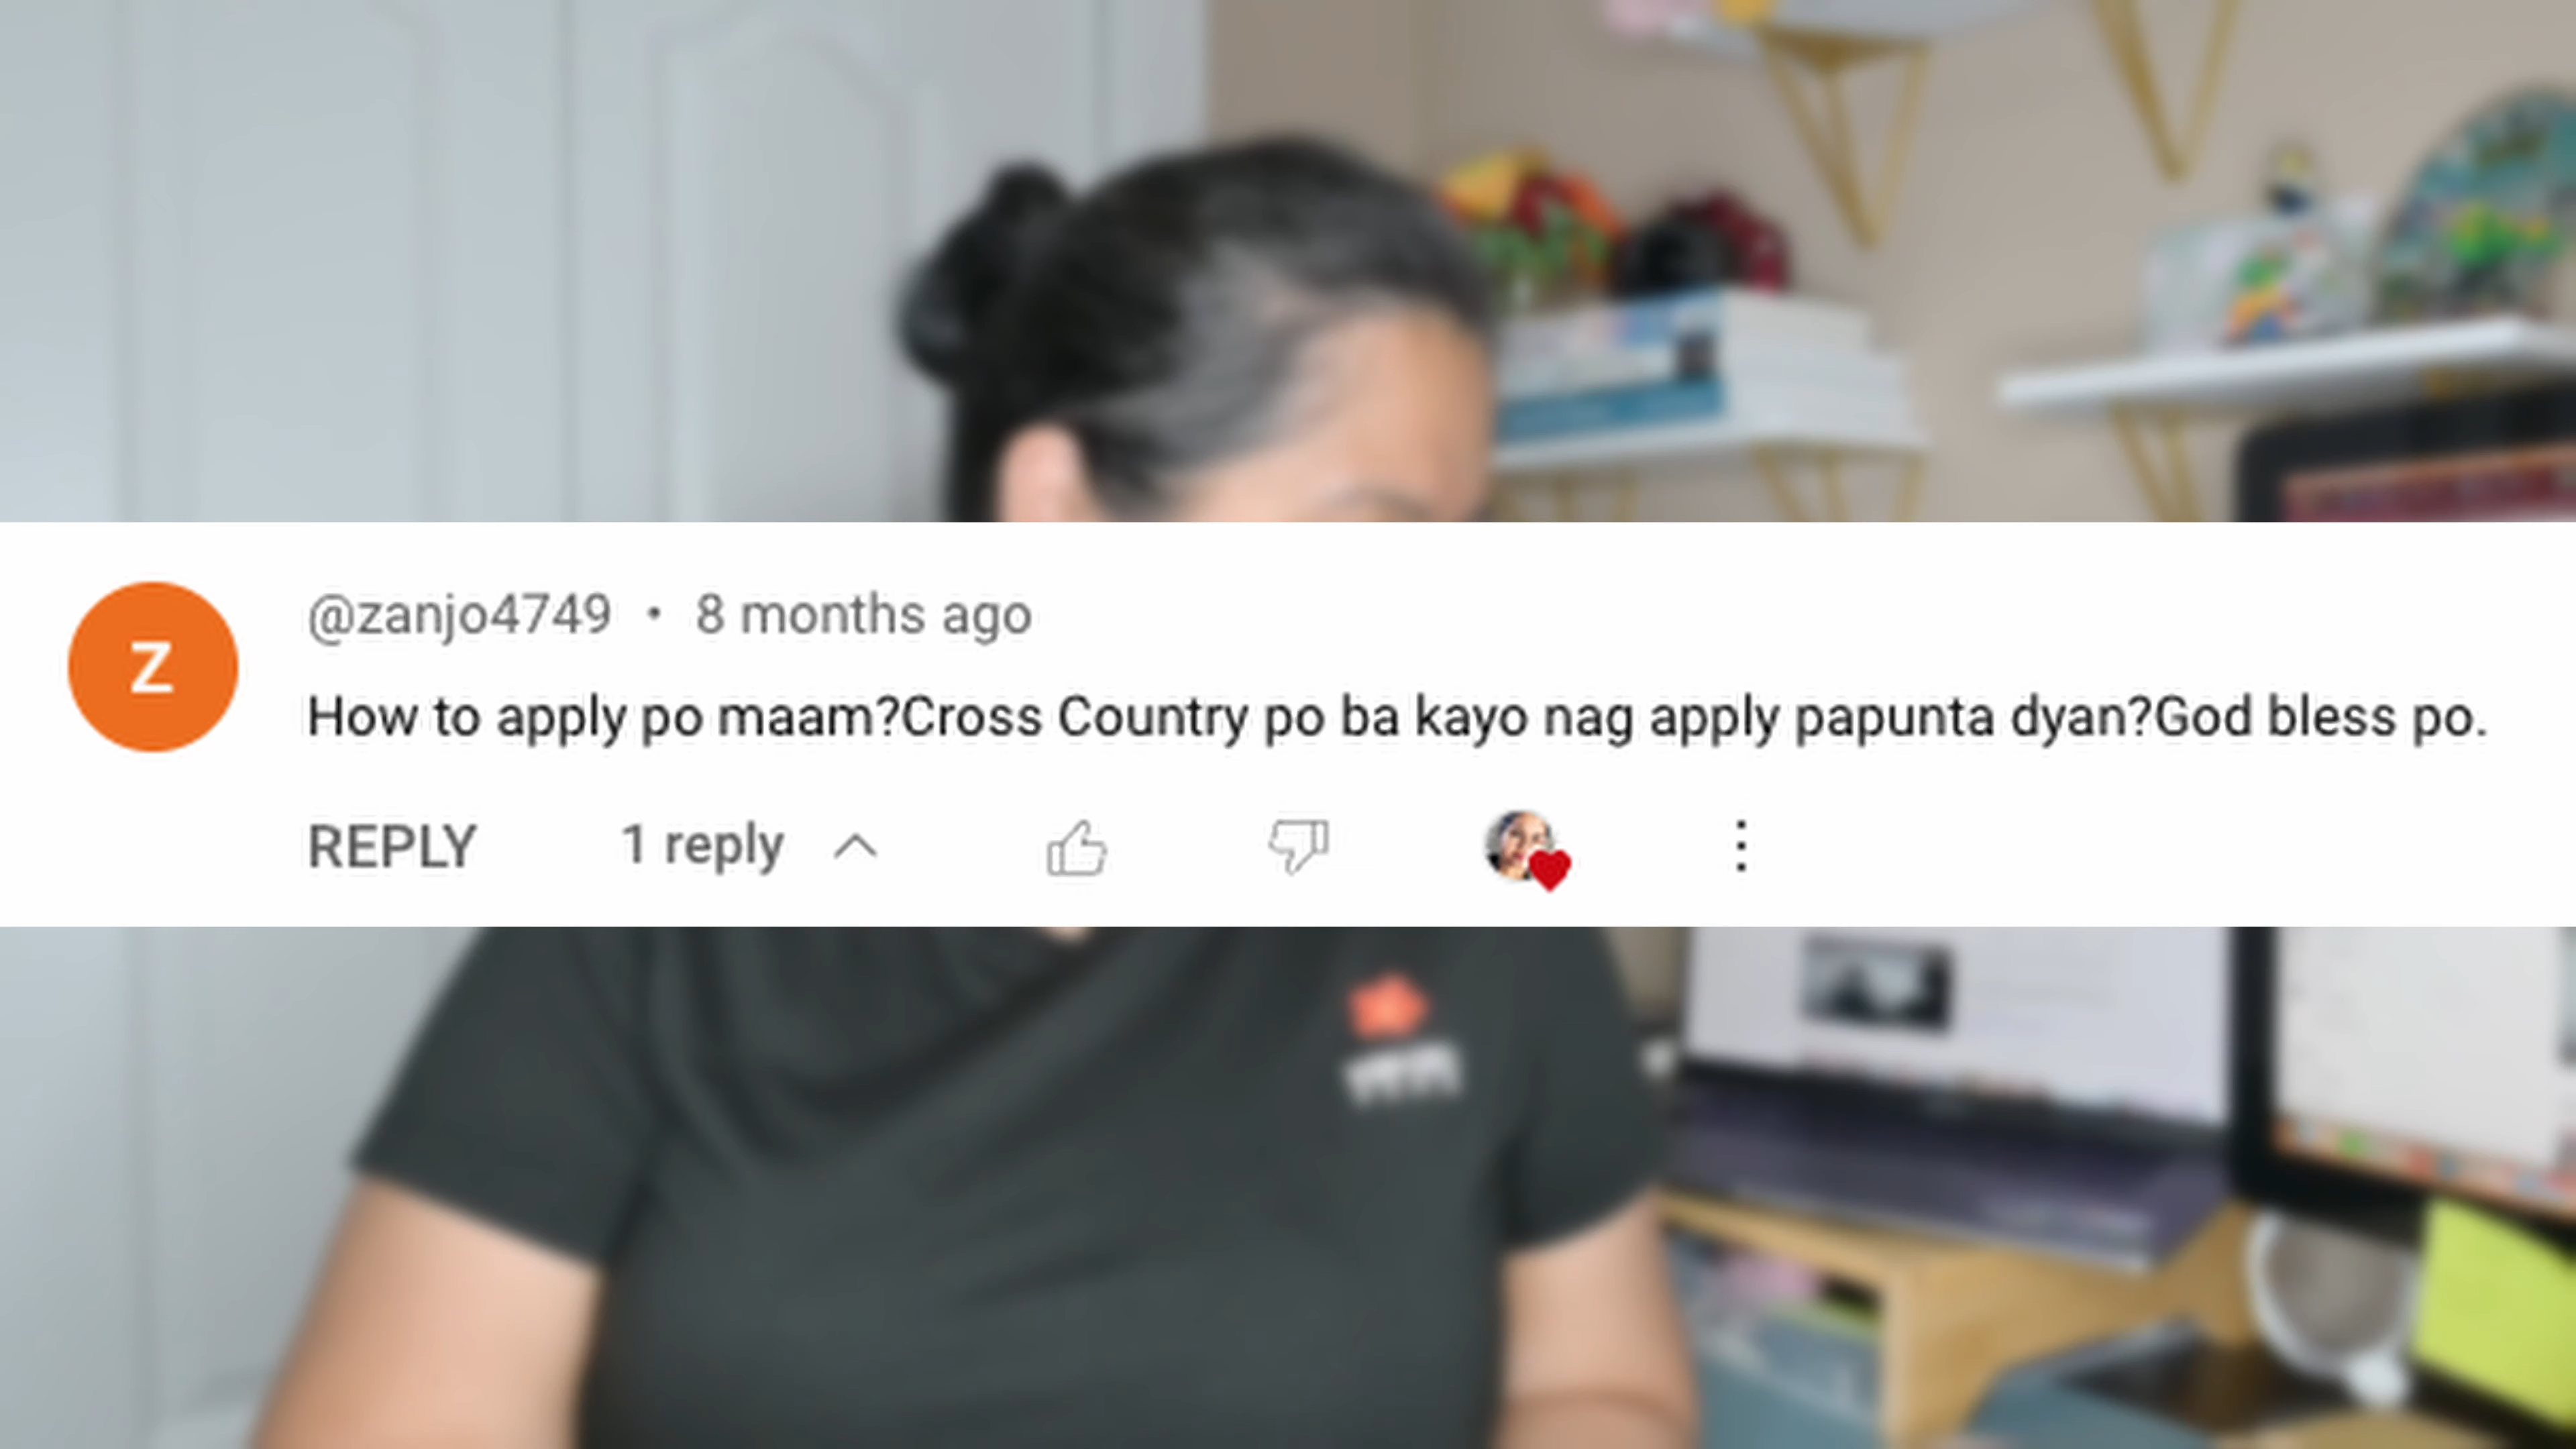 Z
@zanjo4749 • 8 months ago
How to apply po maam?Cross Country po ba kayo nag apply papunta dyan?God bless po.
REPLY 1 reply